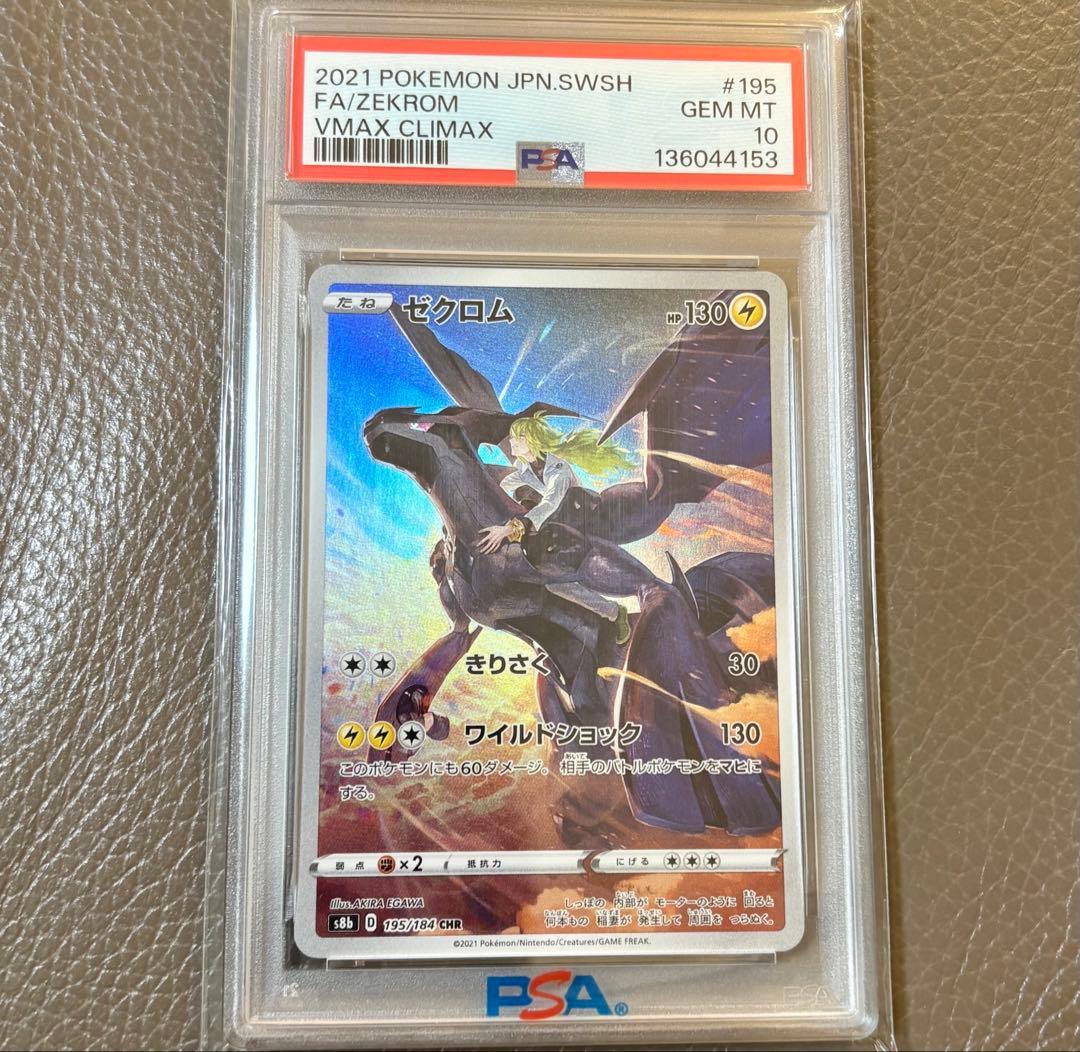 2021 POKEMON JPN.SWSH #195
FA/ZEKROM GEM MT
VMAX CLIMAX 10
PSA 136044153
たね ゼクロム HP130
きりさく 30
ワイルドショック 130
このポケモンにも60ダメージ。相手のバトルポケモンをマヒに
する。
弱点 ×2 抵抗力 にげる
Illus. AKIRA EGAWA
しっぽの 内部が モーターのように 回ると
何本もの 稲妻が 発生して 周囲を つらぬく。
s8b D 195/184 CHR
©2021 Pokémon/Nintendo/Creatures/GAME FREAK.
PSA®